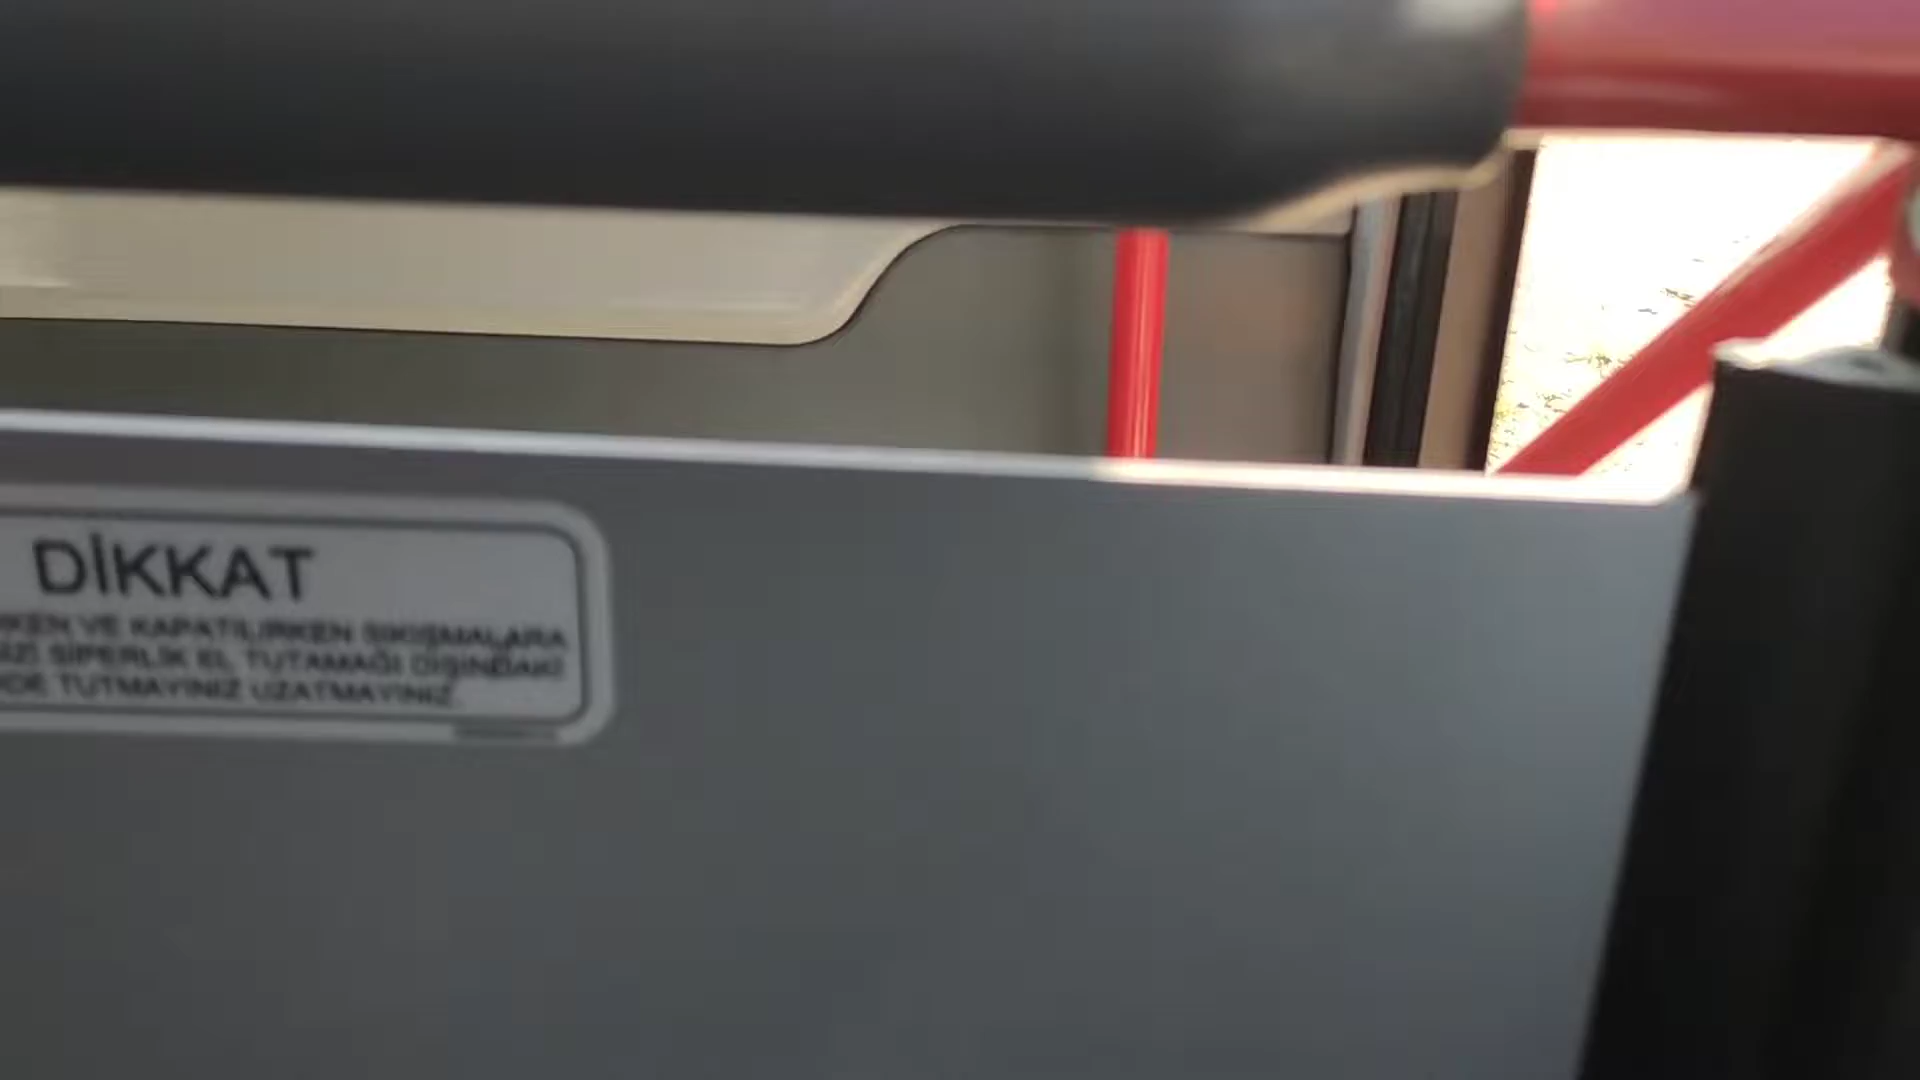 DİKKAT
VE KAPATILIRKEN SIKIŞMALARA
SİPERLİK EL TUTAMAĞI DIŞINDAKİ
TUTMAYINIZ UZATMAYINIZ.